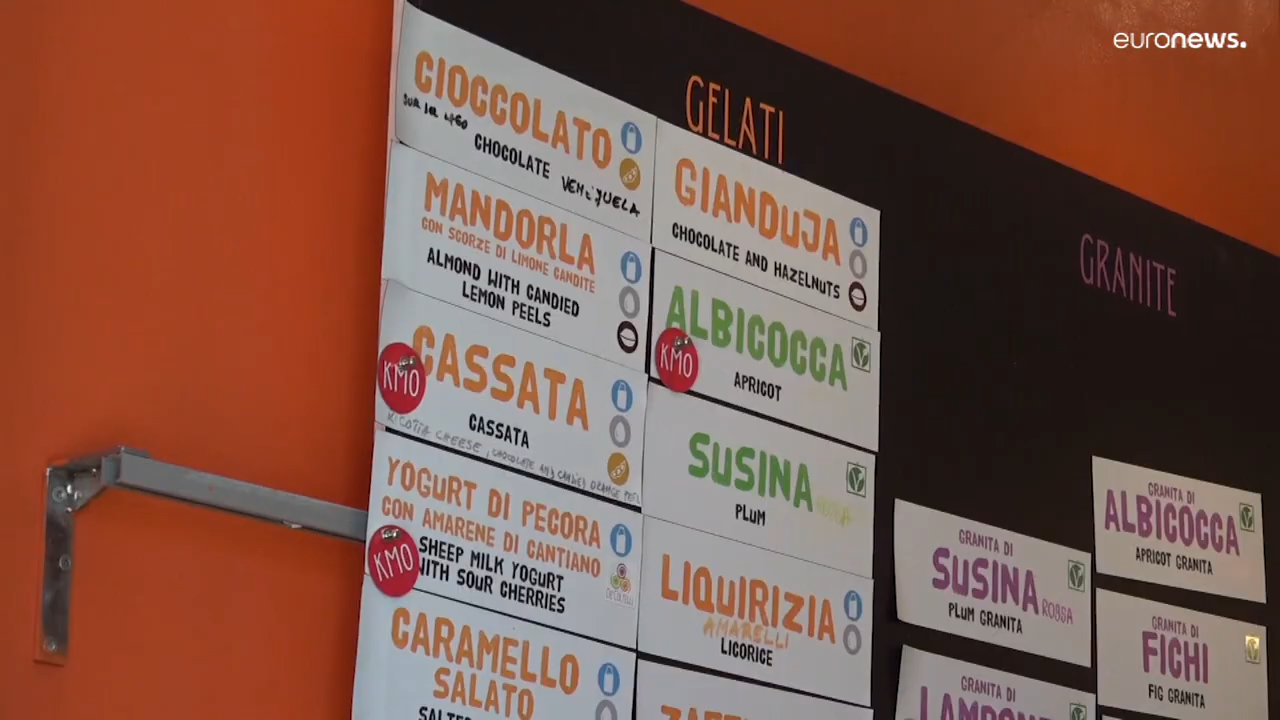 euronews.
GELATI
CIOCCOLATO
CHOCOLATE
VENEZUELA
MANDORLA
CON SCORZE DI LIMONE CANDITE
ALMOND WITH CANDIED
LEMON PEELS
KMO
CASSATA
CASSATA
RICOTTA CHEESE, CHOCOLATE AND CANDIED ORANGE PEEL
YOGURT DI PECORA
CON AMARENE DI CANTIANO
KMO
SHEEP MILK YOGURT
WITH SOUR CHERRIES
CARAMELLO
SALATO
GIANDUJA
CHOCOLATE AND HAZELNUTS
ALBICOCCA
KMO
APRICOT
SUSINA
PLUM
LIQUIRIZIA
AMARELLI
LICORICE
GRANITE
GRANITA DI
SUSINA ROSSA
PLUM GRANITA
GRANITA DI
GRANITA DI
ALBICOCCA
APRICOT GRANITA
GRANITA DI
FICHI
FIG GRANITA